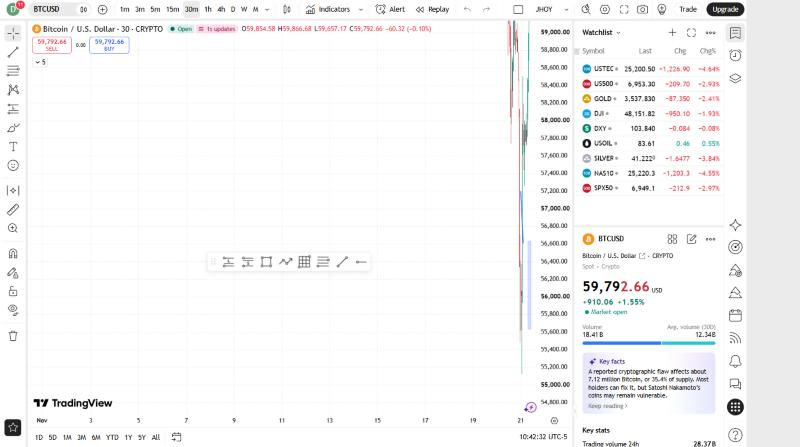 D 11 BTCUSD 1m 3m 5m 15m 30m 1h 4h D W M Indicators Alert Replay JHOY Trade Upgrade
Bitcoin / U.S. Dollar · 30 · CRYPTO Open 1s updates O59,854.58 H59,866.68 L59,657.17 C59,792.66 −60.32 (−0.10%)
59,792.66 SELL 0.00 59,792.66 BUY
5
59,000.00
58,800.00
58,600.00
58,400.00
58,200.00
58,000.00
57,800.00
57,600.00
57,400.00
57,200.00
57,000.00
56,800.00
56,600.00
56,400.00
56,200.00
56,000.00
55,800.00
55,600.00
55,400.00
55,200.00
55,000.00
54,800.00
TradingView
Nov 3 5 7 9 11 13 15 17 19 21
1D 5D 1M 3M 6M YTD 1Y 5Y All 10:42:32 UTC-5
Watchlist
Symbol Last Chg Chg%
USTEC 25,200.50 −1,226.90 −4.64%
US500 6,953.30 −209.70 −2.93%
GOLD 3,537.830 −87.350 −2.41%
DJI 48,151.82 −950.10 −1.93%
DXY 103.840 −0.084 −0.08%
USOIL 83.61 0.46 0.55%
SILVER 41.2229 −1.6477 −3.84%
NAS10 25,220.3 −1,203.3 −4.55%
SPX50 6,949.1 −212.9 −2.97%
BTCUSD
Bitcoin / U.S. Dollar · CRYPTO
Spot • Crypto
59,792.66 USD
+910.06 +1.55%
Market open
Volume Avg. volume (30D)
18.41 B 12.34 B
Key facts
A reported cryptographic flaw affects about
7.12 million Bitcoin, or 35.4% of supply. Most
holders can fix it, but Satoshi Nakamoto's
coins may remain vulnerable.
Keep reading
Key stats
Trading volume 24h 28.37 B